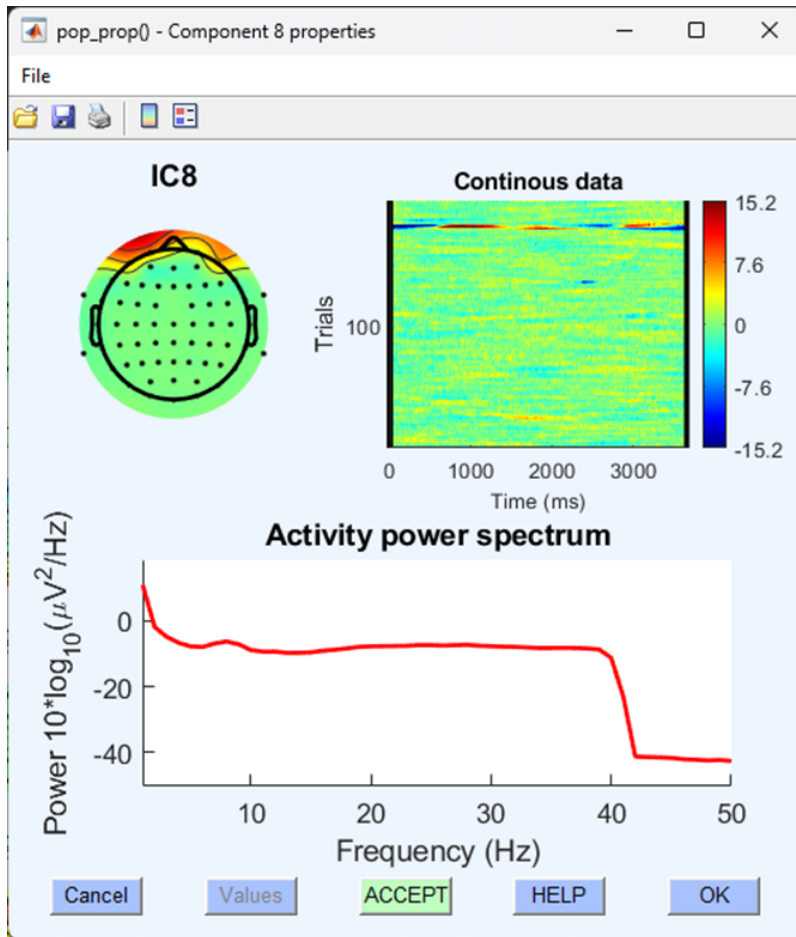 pop_prop() - Component 8 properties
File
IC8
Continous data
15.2
7.6
0
-7.6
-15.2
Trials
100
0 1000 2000 3000
Time (ms)
Activity power spectrum
Power 10*log10(μV2/Hz)
0
-20
-40
10 20 30 40 50
Frequency (Hz)
Cancel Values ACCEPT HELP OK